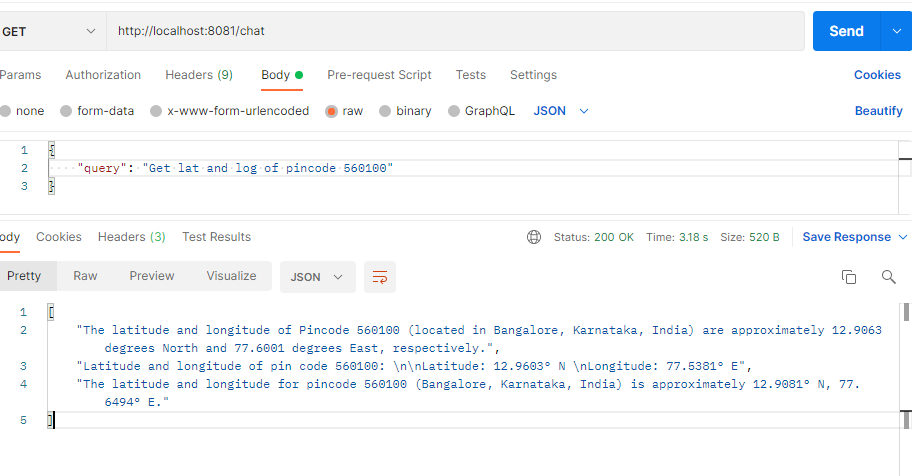 GET http://localhost:8081/chat Send
Params Authorization Headers (9) Body Pre-request Script Tests Settings Cookies
none form-data x-www-form-urlencoded raw binary GraphQL JSON Beautify
1 {
2 "query": "Get lat and log of pincode 560100"
3 }
ody Cookies Headers (3) Test Results Status: 200 OK Time: 3.18 s Size: 520 B Save Response
Pretty Raw Preview Visualize JSON
1 [
2 "The latitude and longitude of Pincode 560100 (located in Bangalore, Karnataka, India) are approximately 12.9063
degrees North and 77.6001 degrees East, respectively.",
3 "Latitude and longitude of pin code 560100: \n\nLatitude: 12.9603° N \nLongitude: 77.5381° E",
4 "The latitude and longitude for pincode 560100 (Bangalore, Karnataka, India) is approximately 12.9081° N, 77.
6494° E."
5 ]